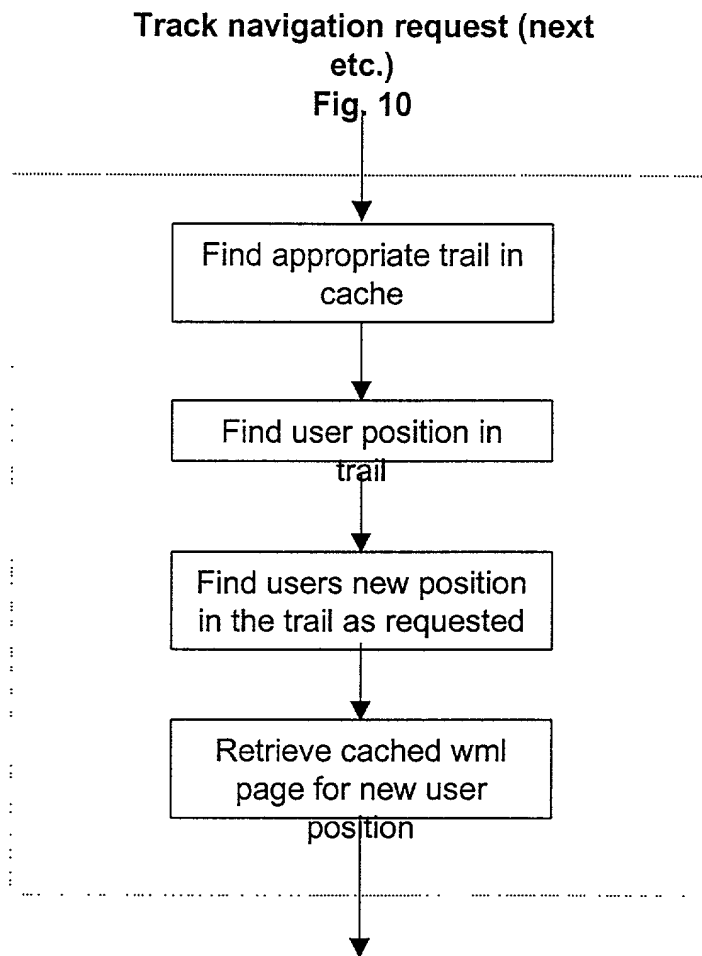 Track navigation request (next
etc.)
Fig. 10
Find appropriate trail in
cache
Find user position in
trail
Find users new position
in the trail as requested
Retrieve cached wml
page for new user
position